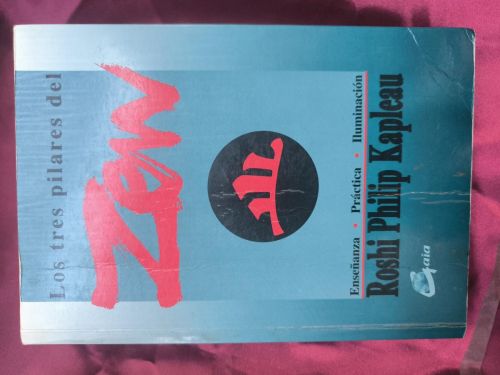 Los tres pilares del
Zen
Enseñanza • Práctica • Iluminación
Roshi Philip Kapleau
Gaia